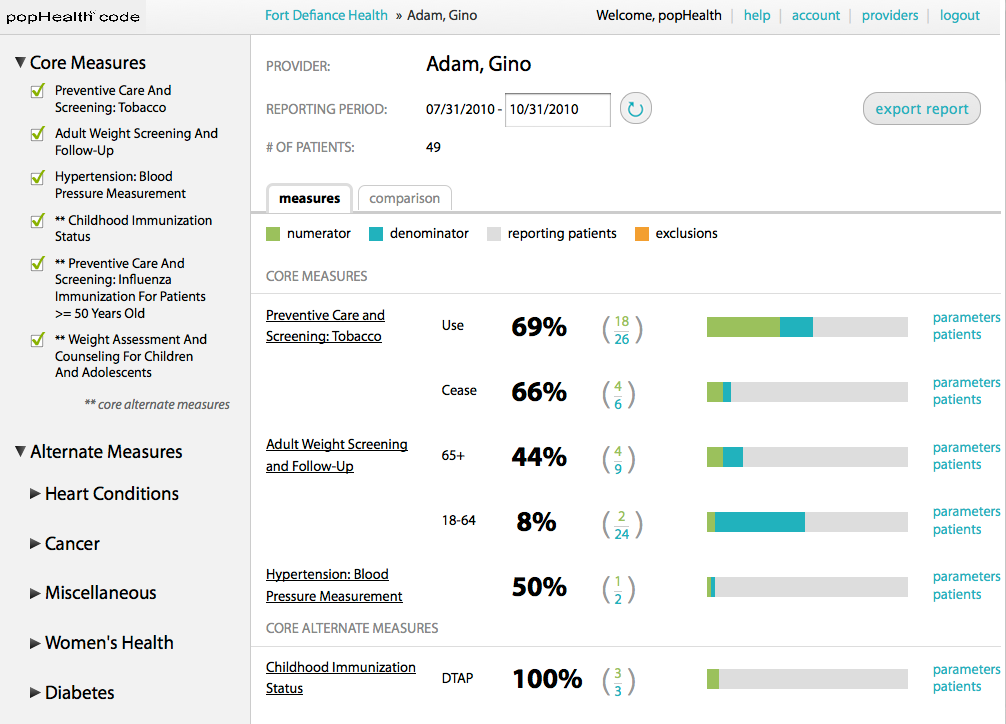 popHealth code
Fort Defiance Health » Adam, Gino
Welcome, popHealth | help | account | providers | logout
Core Measures
Preventive Care And
Screening: Tobacco
Adult Weight Screening And
Follow-Up
Hypertension: Blood
Pressure Measurement
** Childhood Immunization
Status
** Preventive Care And
Screening: Influenza
Immunization For Patients
>= 50 Years Old
** Weight Assessment And
Counseling For Children
And Adolescents
** core alternate measures
Alternate Measures
Heart Conditions
Cancer
Miscellaneous
Women's Health
Diabetes
PROVIDER: Adam, Gino
REPORTING PERIOD: 07/31/2010 - 10/31/2010
export report
# OF PATIENTS: 49
measures comparison
numerator denominator reporting patients exclusions
CORE MEASURES
Preventive Care and
Screening: Tobacco
Use 69% (18/26)
parameters
patients
Cease 66% (4/6)
parameters
patients
Adult Weight Screening
and Follow-Up
65+ 44% (4/9)
parameters
patients
18-64 8% (2/24)
parameters
patients
Hypertension: Blood
Pressure Measurement
50% (1/2)
parameters
patients
CORE ALTERNATE MEASURES
Childhood Immunization
Status
DTAP 100% (3/3)
parameters
patients